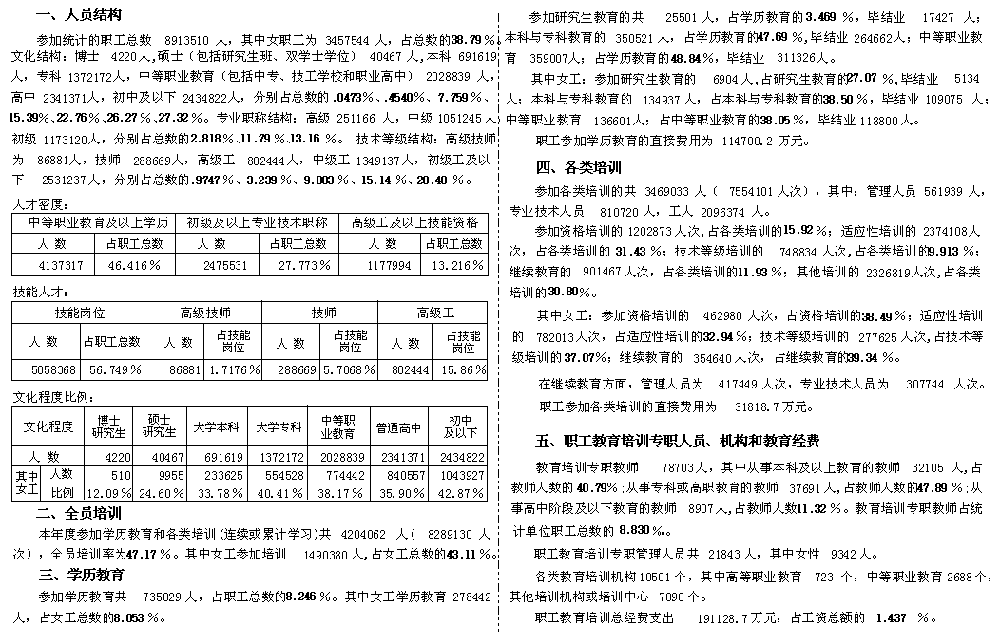 一、人员结构
参加统计的职工总数 8913510 人，其中女职工为 3457544 人，占总数的38.79％。
文化结构：博士 4220人,硕士（包括研究生班、双学士学位） 40467 人,本科 691619
人，专科 1372172人，中等职业教育（包括中专、技工学校和职业高中） 2028839 人，
高中 2341371人，初中及以下 2434822人，分别占总数的 .0473％、.4540％、7.759％、
15.39％、22.76％、26.27％、27.32％。专业职称结构：高级 251166 人，中级 1051245 人
初级 1173120人，分别占总数的 2.818％、11.79％、13.16 ％。 技术等级结构：高级技师
为 86881人，技师 288669人，高级工 802444人，中级工 1349137人，初级工及以
下 2531237人，分别占总数的 .9747％、3.239％、9.003％、15.14％、28.40 ％。
人才密度：
中等职业教育及以上学历 初级及以上专业技术职称 高级工及以上技能资格
人 数 占职工总数 人 数 占职工总数 人 数 占职工总数
4137317 46.416％ 2475531 27.773％ 1177994 13.216％
技能人才：
技能岗位 高级技师 技师 高级工
人 数 占职工总数 人 数 占技能岗位 人 数 占技能岗位 人 数 占技能岗位
5058368 56.749％ 86881 1.7176％ 288669 5.7068％ 802444 15.86％
文化程度比例：
文化程度 博士研究生 硕士研究生 大学本科 大学专科 中等职业教育 普通高中 初中及以下
人 数 4220 40467 691619 1372172 2028839 2341371 2434822
其中女工 人数 510 9955 233625 554528 774442 840557 1043927
比例 12.09％ 24.60％ 33.78％ 40.41％ 38.17％ 35.90％ 42.87％
二、全员培训
本年度参加学历教育和各类培训(连续或累计学习)共 4204062 人( 8289130 人
次），全员培训率为47.17％。其中女工参加培训 1490380人,占女工总数的43.11％。
三、学历教育
参加学历教育共 735029 人，占职工总数的8.246％。其中女工学历教育 278442
人，占女工总数的8.053％。
参加研究生教育的共 25501 人，占学历教育的 3.469 ％，毕结业 17427 人；
本科与专科教育的 350521人，占学历教育的47.69％,毕结业 264662人；中等职业教
育 359007人；占学历教育的48.84％，毕结业 311326人。
其中女工：参加研究生教育的 6904人,占研究生教育的27.07 ％,毕结业 5134
人；本科与专科教育的 134937 人，占本科与专科教育的38.50％，毕结业 109075 人；
中等职业教育 136601人；占中等职业教育的38.05％，毕结业118800人。
职工参加学历教育的直接费用为 114700.2 万元。
四、各类培训
参加各类培训的共 3469033 人（ 7554101人次），其中：管理人员 561939 人，
专业技术人员 810720 人，工人 2096374 人。
参加资格培训的 1202873人次,占各类培训的15.92％；适应性培训的 2374108人
次，占各类培训的 31.43 ％；技术等级培训的 748834 人次,占各类培训的9.913％；
继续教育的 901467人次，占各类培训的11.93％；其他培训的 2326819人次,占各类
培训的30.80％。
其中女工：参加资格培训的 462980 人次，占资格培训的38.49％；适应性培训
的 782013人次，占适应性培训的32.94％；技术等级培训的 277625 人次,占技术等
级培训的 37.07％；继续教育的 354640人次，占继续教育的39.34 ％。
在继续教育方面，管理人员为 417449 人次，专业技术人员为 307744 人次。
职工参加各类培训的直接费用为 31818.7万元。
五、职工教育培训专职人员、机构和教育经费
教育培训专职教师 78703人，其中从事本科及以上教育的教师 32105 人,占
教师人数的 40.79％;从事专科或高职教育的教师 37691人,占教师人数的47.89％;从
事高中阶段及以下教育的教师 8907人,占教师人数11.32％。教育培训专职教师占统
计单位职工总数的 8.830‰。
职工教育培训专职管理人员共 21843 人，其中女性 9342 人。
各类教育培训机构10501 个，其中高等职业教育 723 个，中等职业教育 2688 个，
其他培训机构或培训中心 7090 个。
职工教育培训总经费支出 191128.7 万元，占工资总额的 1.437 ％。